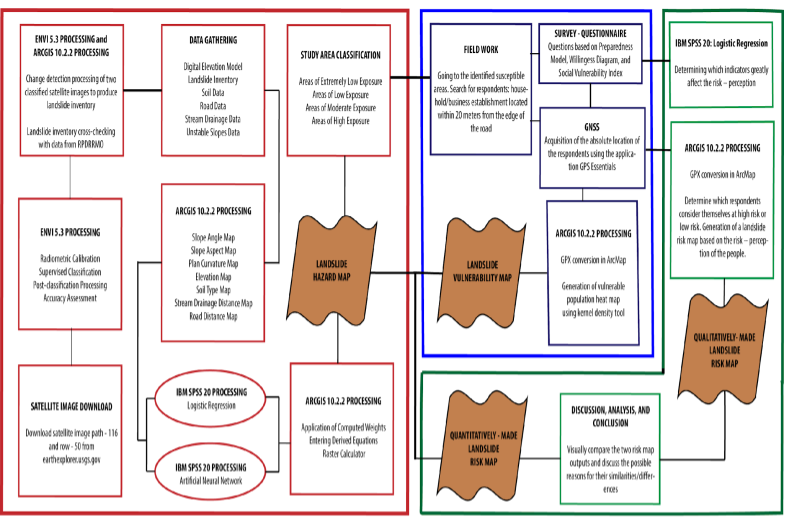 ENVI 5.3 PROCESSING and
ARCGIS 10.2.2 PROCESSING
Change detection processing of two
classified satellite images to produce
landslide inventory
Landslide inventory cross-checking
with data from RPDRRMO
ENVI 5.3 PROCESSING
Radiometric Calibration
Supervised Classification
Post-classification Processing
Accuracy Assessment
SATELLITE IMAGE DOWNLOAD
Download satellite image path - 116
and row - 50 from
earthexplorer.usgs.gov
DATA GATHERING
Digital Elevation Model
Landslide Inventory
Soil Data
Road Data
Stream Drainage Data
Unstable Slopes Data
ARCGIS 10.2.2 PROCESSING
Slope Angle Map
Slope Aspect Map
Plan Curvature Map
Elevation Map
Soil Type Map
Stream Drainage Distance Map
Road Distance Map
IBM SPSS 20 PROCESSING
Logistic Regression
IBM SPSS 20 PROCESSING
Artificial Neural Network
STUDY AREA CLASSIFICATION
Areas of Extremely Low Exposure
Areas of Low Exposure
Areas of Moderate Exposure
Areas of High Exposure
LANDSLIDE
HAZARD MAP
ARCGIS 10.2.2 PROCESSING
Application of Computed Weights
Entering Derived Equations
Raster Calculator
FIELD WORK
Going to the identified susceptible
areas. Search for respondents: house-
hold/business establishment located
within 20 meters from the edge of
the road
SURVEY - QUESTIONNAIRE
Questions based on Preparedness
Model, Willingess Diagram, and
Social Vulnerability Index
GNSS
Acquisition of the absolute location of
the respondents using the applica-
tion GPS Essentials
LANDSLIDE
VULNERABILITY MAP
ARCGIS 10.2.2 PROCESSING
GPX conversion in ArcMap
Generation of vulnerable
population heat map
using kernel density tool
IBM SPSS 20: Logistic Regression
Determining which indicators greatly
affect the risk – perception
ARCGIS 10.2.2 PROCESSING
GPX conversion in ArcMap
Determine which respondents
consider themselves at high risk or
low risk. Generation of a landslide
risk map based on the risk – percep-
tion of the people.
QUALITATIVELY- MADE
LANDSLIDE
RISK MAP
QUANTITATIVELY - MADE
LANDSLIDE
RISK MAP
DISCUSSION, ANALYSIS, AND
CONCLUSION
Visually compare the two risk map
outputs and discuss the possible
reasons for their similarities/differ-
ences